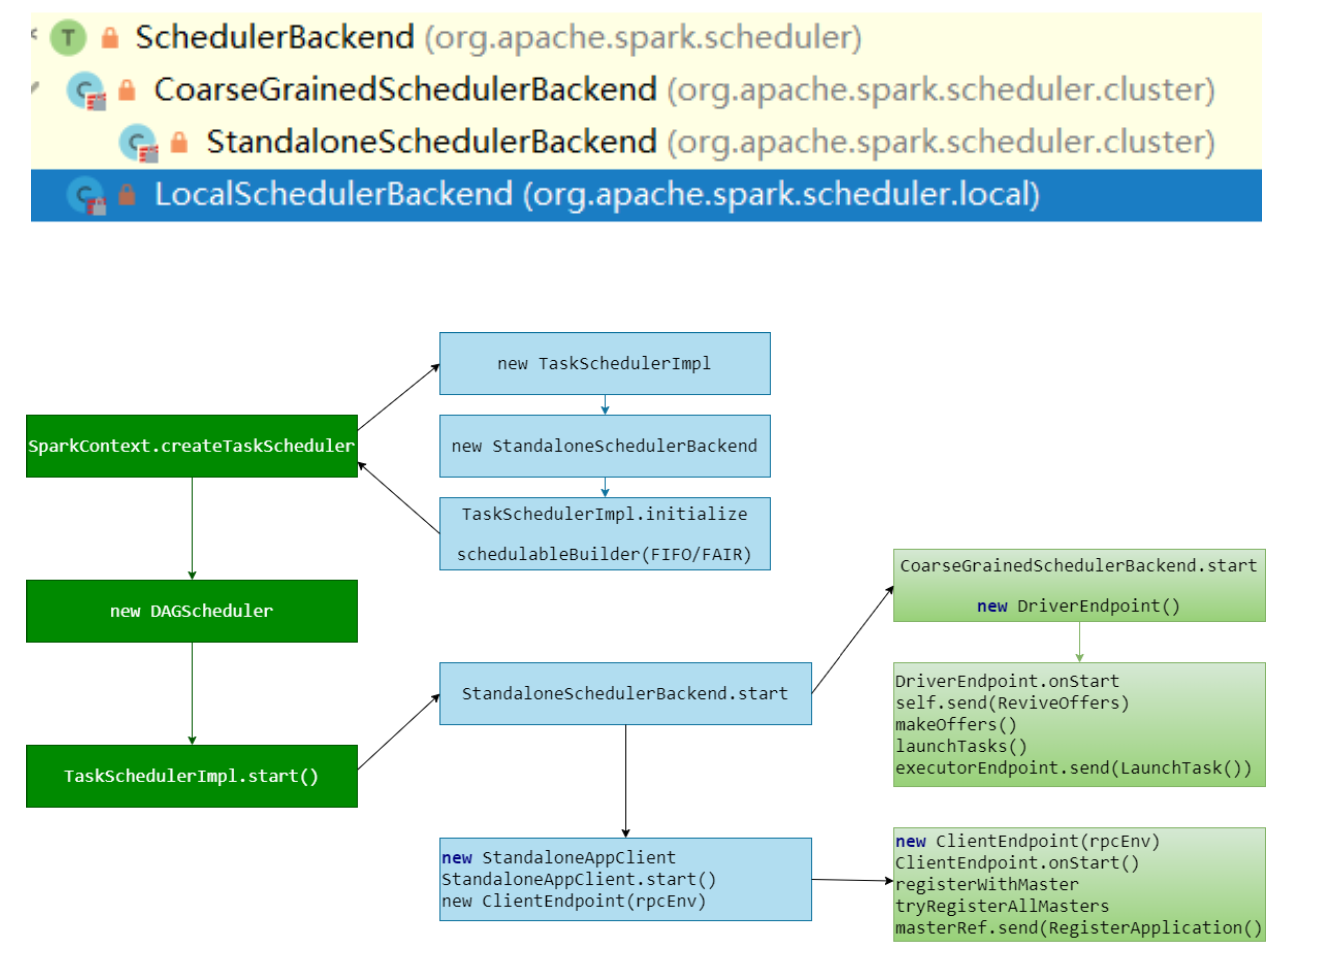 T SchedulerBackend (org.apache.spark.scheduler)
C CoarseGrainedSchedulerBackend (org.apache.spark.scheduler.cluster)
C StandaloneSchedulerBackend (org.apache.spark.scheduler.cluster)
C LocalSchedulerBackend (org.apache.spark.scheduler.local)
new TaskSchedulerImpl
SparkContext.createTaskScheduler
new StandaloneSchedulerBackend
TaskSchedulerImpl.initialize
schedulableBuilder(FIFO/FAIR)
new DAGScheduler
TaskSchedulerImpl.start()
StandaloneSchedulerBackend.start
CoarseGrainedSchedulerBackend.start
new DriverEndpoint()
DriverEndpoint.onStart
self.send(ReviveOffers)
makeOffers()
launchTasks()
executorEndpoint.send(LaunchTask())
new StandaloneAppClient
StandaloneAppClient.start()
new ClientEndpoint(rpcEnv)
new ClientEndpoint(rpcEnv)
ClientEndpoint.onStart()
registerWithMaster
tryRegisterAllMasters
masterRef.send(RegisterApplication()